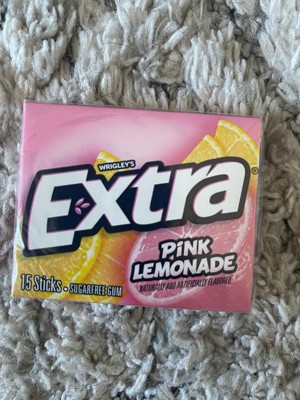 WRIGLEY'S
Extra®
PINK
LEMONADE
15 Sticks • SUGARFREE GUM
NATURALLY AND ARTIFICIALLY FLAVORED